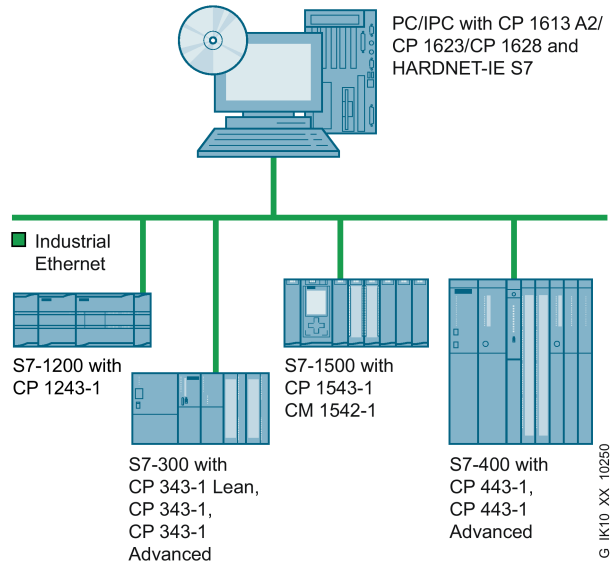 PC/IPC with CP 1613 A2/
CP 1623/CP 1628 and
HARDNET-IE S7
Industrial
Ethernet
S7-1200 with
CP 1243-1
S7-1500 with
CP 1543-1
CM 1542-1
S7-300 with
CP 343-1 Lean,
CP 343-1,
CP 343-1
Advanced
S7-400 with
CP 443-1,
CP 443-1
Advanced
G_IK10_XX_10250